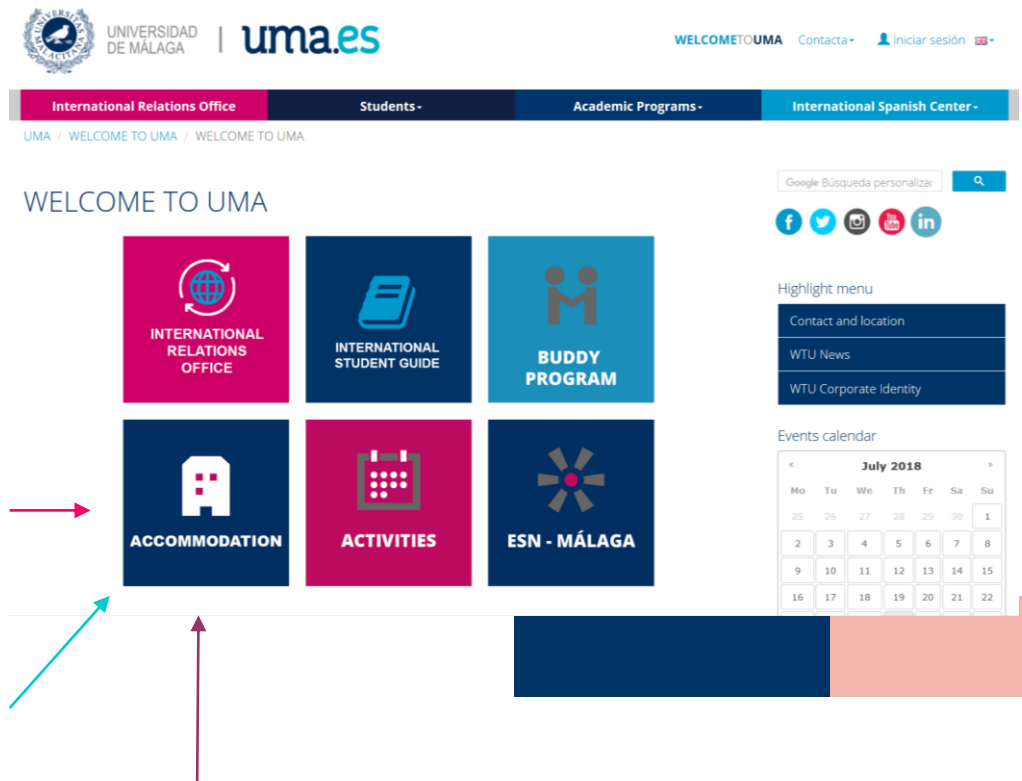 UNIVERSIDAD
DE MÁLAGA
uma.es
WELCOMETOUMA Contacta Iniciar sesión
International Relations Office Students Academic Programs International Spanish Center
UMA / WELCOME TO UMA / WELCOME TO UMA
WELCOME TO UMA
Google Búsqueda personaliza
INTERNATIONAL
RELATIONS
OFFICE
INTERNATIONAL
STUDENT GUIDE
BUDDY
PROGRAM
ACCOMMODATION
ACTIVITIES
ESN - MÁLAGA
You
Tube
Highlight menu
Contact and location
WTU News
WTU Corporate Identity
Events calendar
« July 2018 »
Mo Tu We Th Fr Sa Su
25 26 27 28 29 30 1
2 3 4 5 6 7 8
9 10 11 12 13 14 15
16 17 18 19 20 21 22